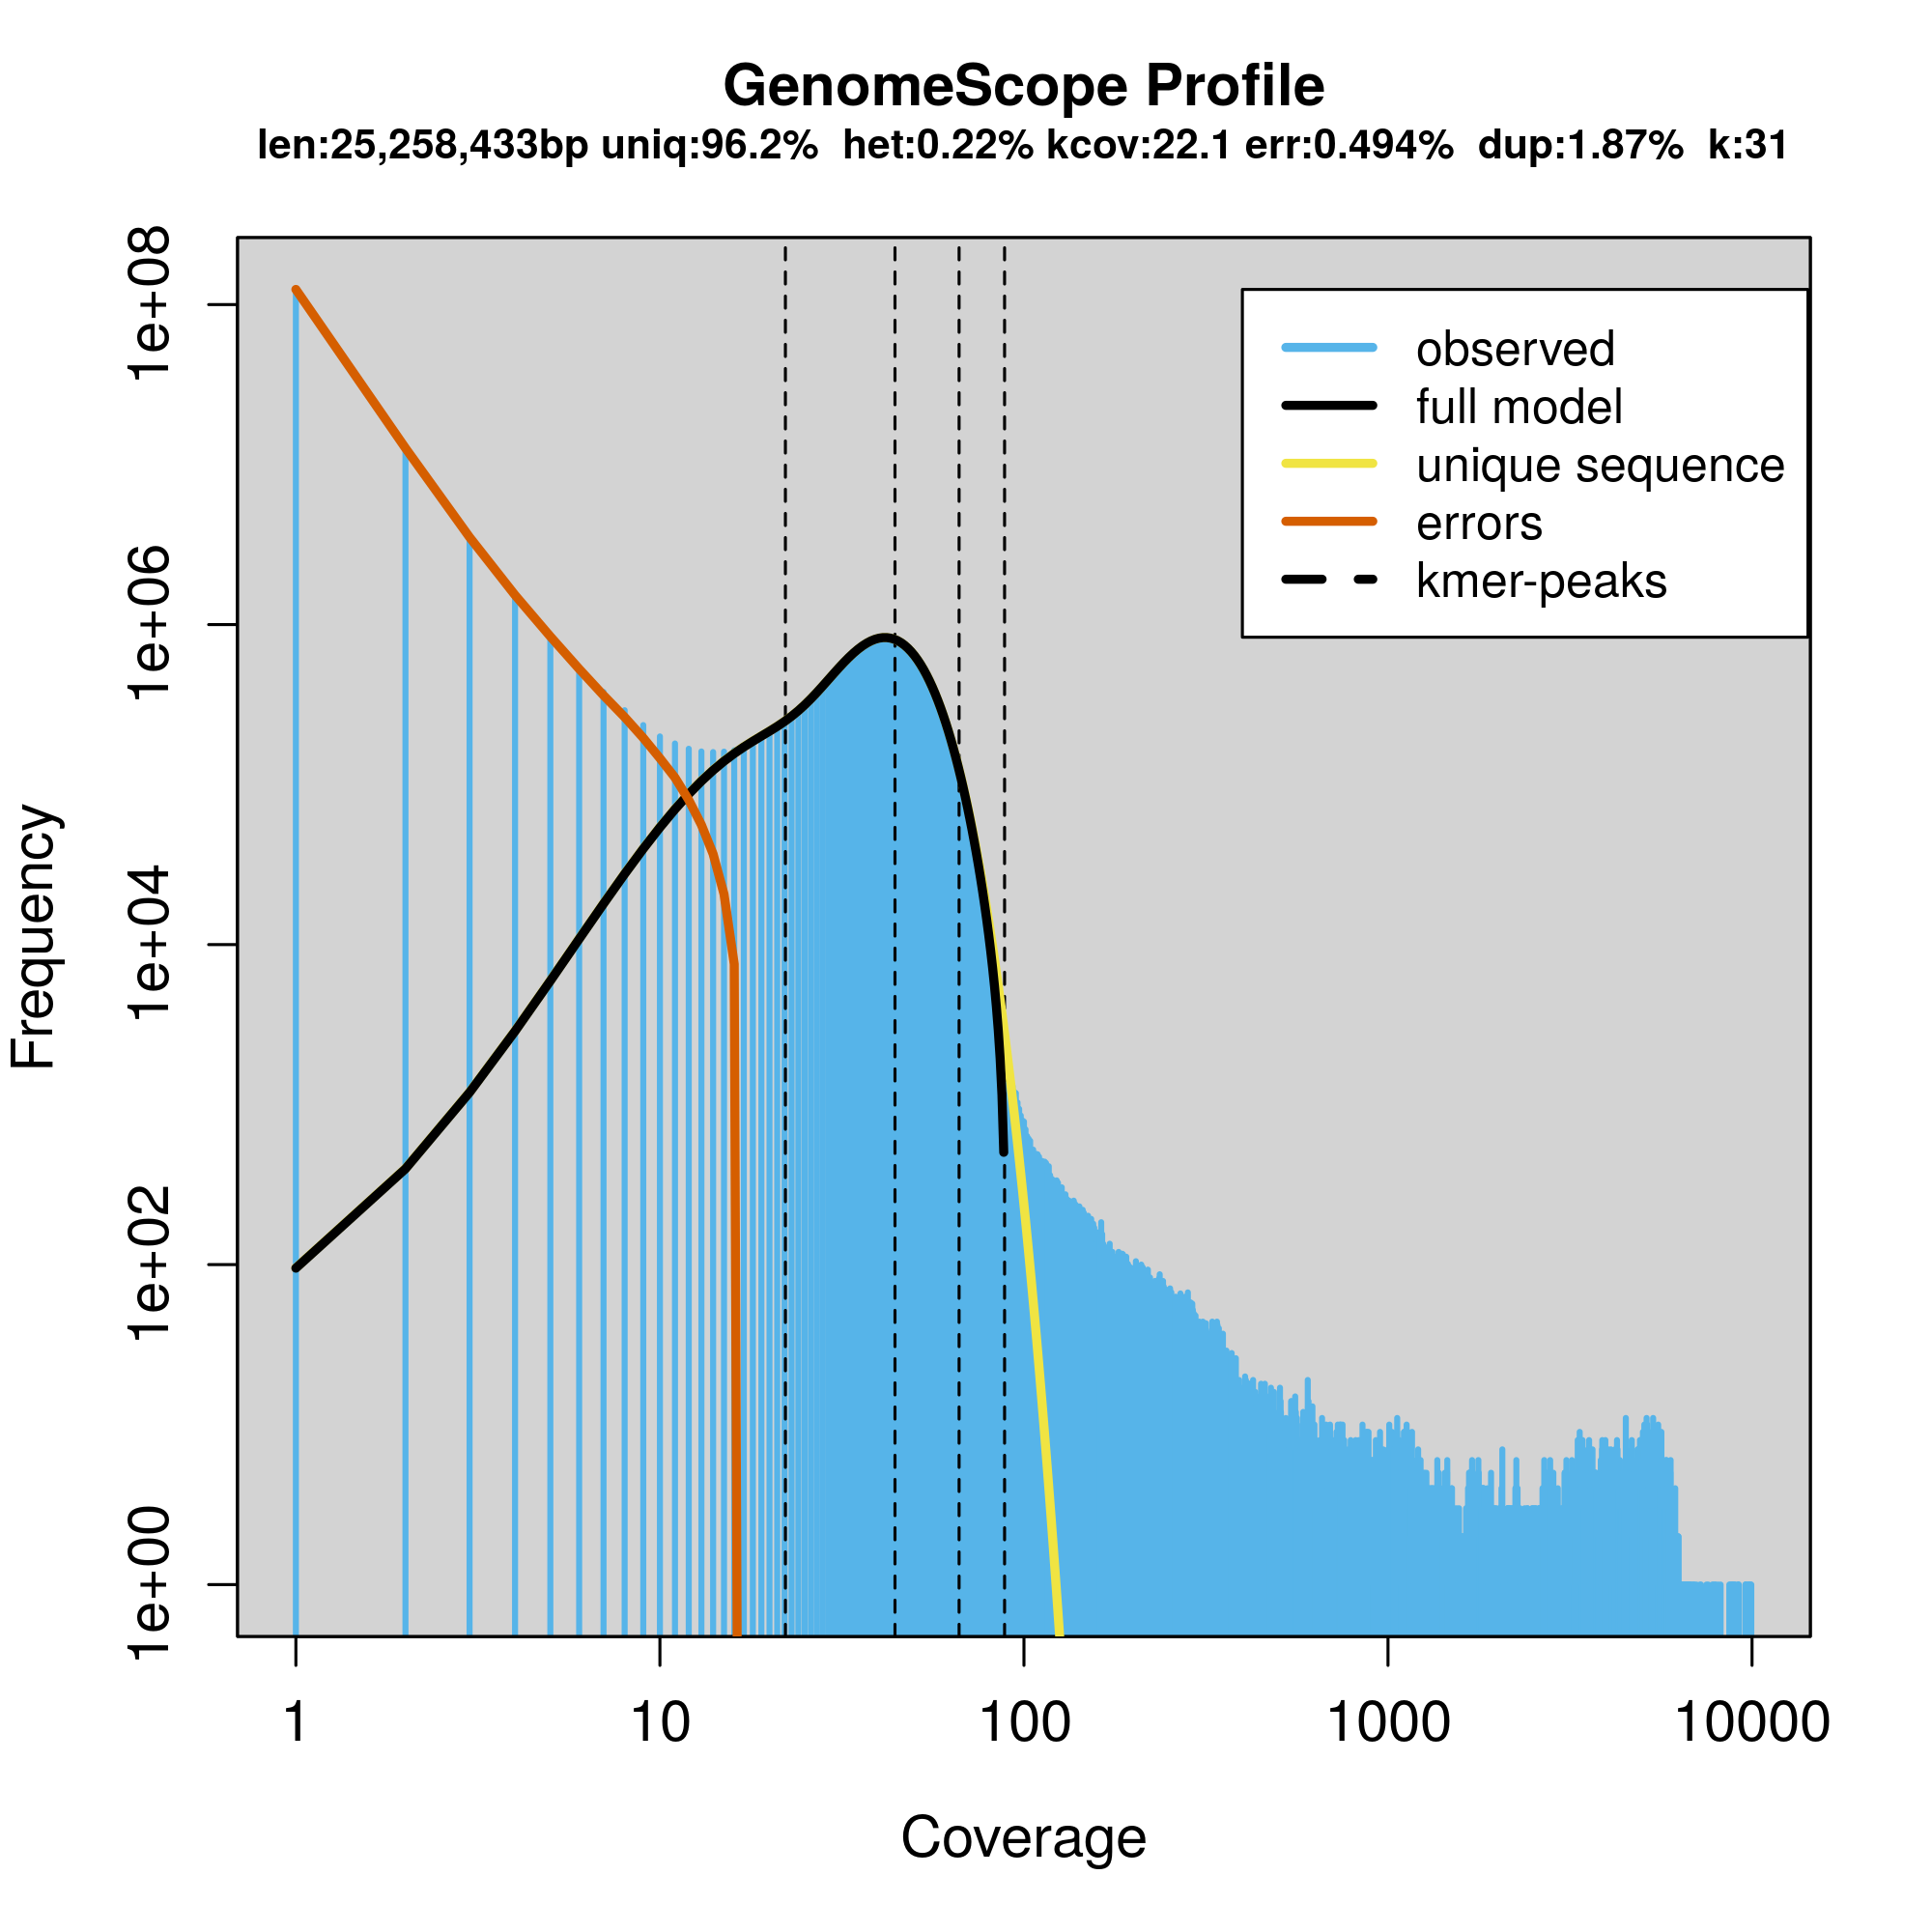 GenomeScope Profile
len:25,258,433bp uniq:96.2% het:0.22% kcov:22.1 err:0.494% dup:1.87% k:31
1e+08
1e+06
1e+04
1e+02
1e+00
Frequency
observed
full model
unique sequence
errors
kmer-peaks
1 10 100 1000 10000
Coverage